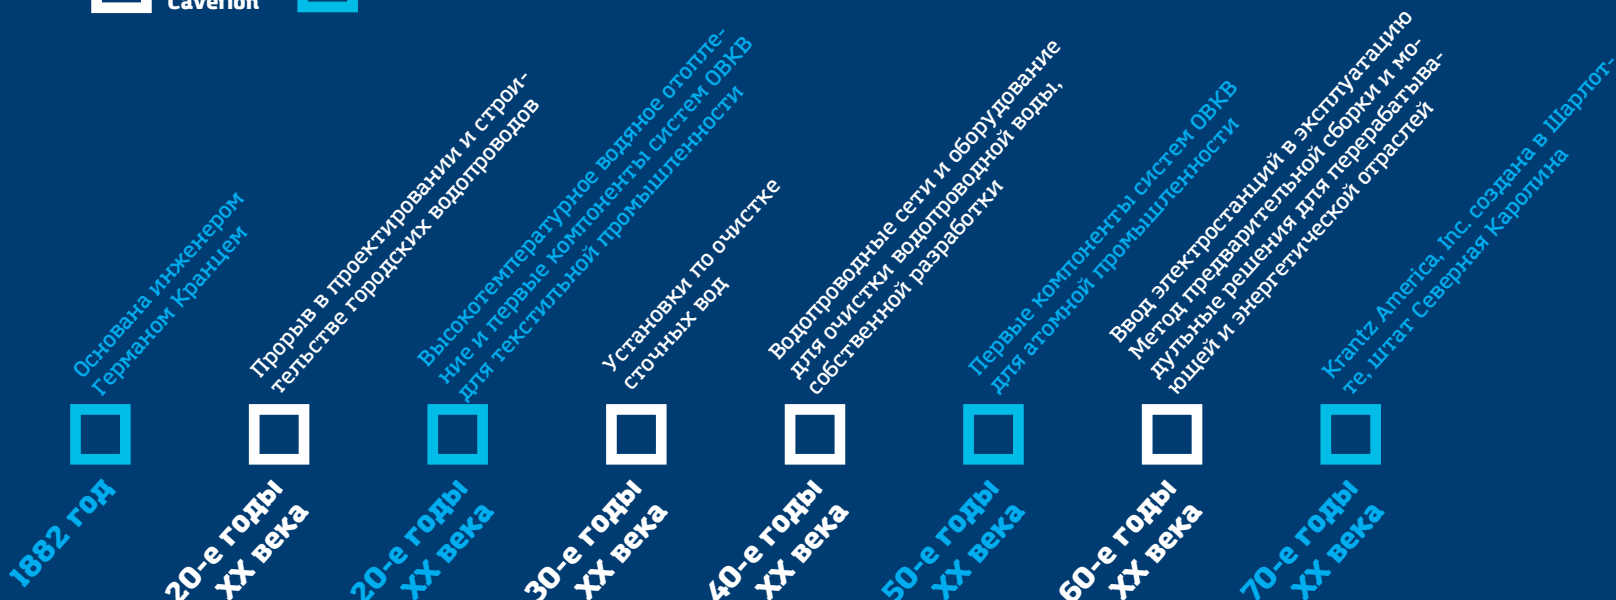 Caverion
Основана инженером
Германом Кранцем
1882 год
Прорыв в проектировании и строи-
тельстве городских водопроводов
20-е годы
XX века
Высокотемпературное водяное отопле-
ние и первые компоненты систем ОВКВ
для текстильной промышленности
20-е годы
XX века
Установки по очистке
сточных вод
30-е годы
XX века
Водопроводные сети и оборудование
для очистки водопроводной воды,
собственной разработки
40-е годы
XX века
Первые компоненты систем ОВКВ
для атомной промышленности
50-е годы
XX века
Ввод электростанций в эксплуатацию
Метод предварительной сборки и мо-
дульные решения для перерабатыва-
ющей и энергетической отраслей
60-е годы
XX века
Krantz America, Inc. создана в Шарлот-
те, штат Северная Каролина
70-е годы
XX века